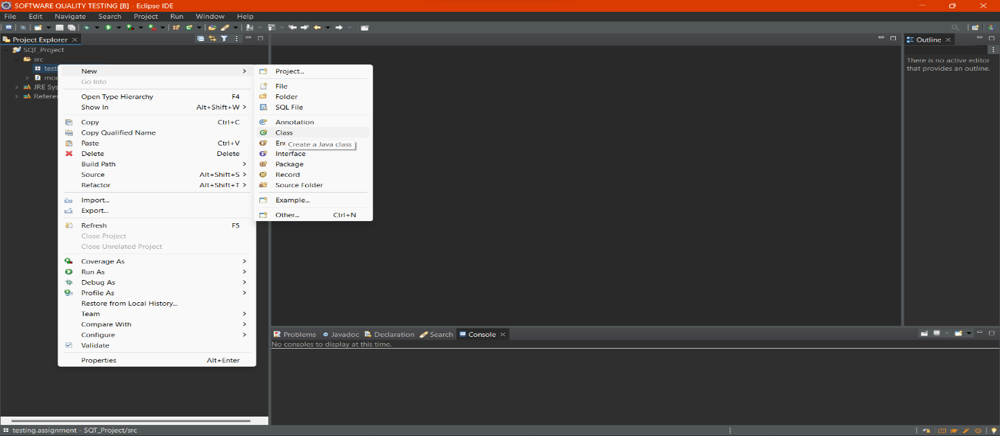 SOFTWARE QUALITY TESTING [B] - Eclipse IDE
File Edit Navigate Search Project Run Window Help
Project Explorer
SQT_Project
src
test
mod
JRE Sys
Refere
New
Go Into
Open Type Hierarchy F4
Show In Alt+Shift+W >
Copy Ctrl+C
Copy Qualified Name
Paste Ctrl+V
Delete Delete
Build Path >
Source Alt+Shift+S >
Refactor Alt+Shift+T >
Import...
Export...
Refresh F5
Close Project
Close Unrelated Project
Coverage As >
Run As >
Debug As >
Profile As >
Restore from Local History...
Team >
Compare With >
Configure >
Validate
Properties Alt+Enter
Project...
File
Folder
SQL File
Annotation
Class
Create a Java class
Interface
Package
Record
Source Folder
Example...
Other... Ctrl+N
Outline
There is no active editor
that provides an outline.
Problems Javadoc Declaration Search Console
No consoles to display at this time.
testing.assignment - SQT_Project/src